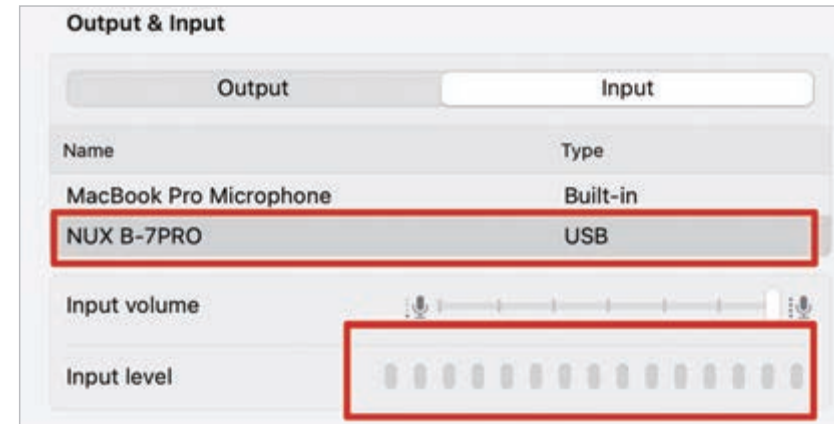 Output & Input
Output Input
Name Type
MacBook Pro Microphone Built-in
NUX B-7PRO USB
Input volume
Input level